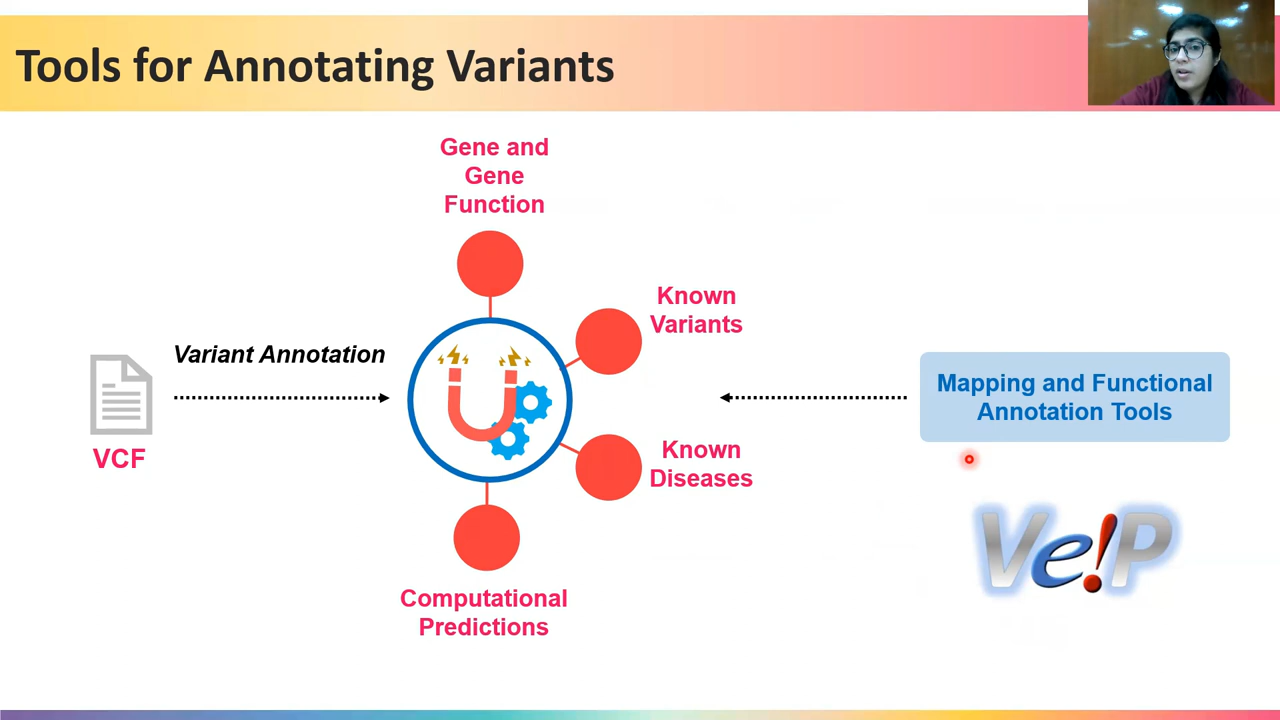 Tools for Annotating Variants
Gene and
Gene
Function
Known
Variants
Variant Annotation
VCF
Mapping and Functional
Annotation Tools
Known
Diseases
Ve!P
Computational
Predictions